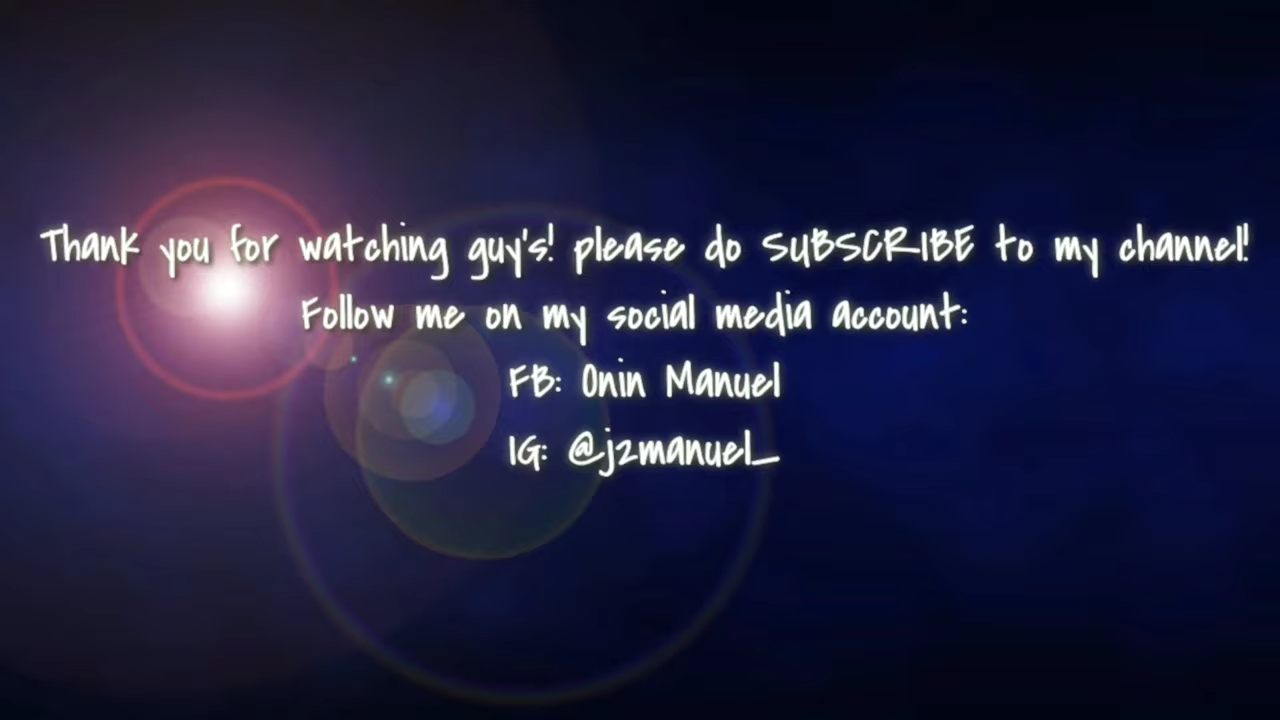 Thank you for watching guy's! please do SUBSCRIBE to my channel!
Follow me on my social media account:
FB: Onin Manuel
IG: @jzmanuel_